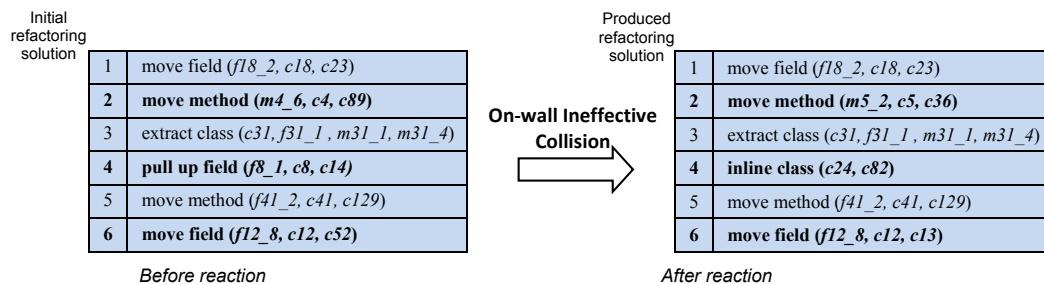 Initial
refactoring
solution
1 move field (f18_2, c18, c23)
2 move method (m4_6, c4, c89)
3 extract class (c31, f31_1 , m31_1, m31_4)
4 pull up field (f8_1, c8, c14)
5 move method (f41_2, c41, c129)
6 move field (f12_8, c12, c52)
Before reaction
On-wall Ineffective
Collision
Produced
refactoring
solution
1 move field (f18_2, c18, c23)
2 move method (m5_2, c5, c36)
3 extract class (c31, f31_1 , m31_1, m31_4)
4 inline class (c24, c82)
5 move method (f41_2, c41, c129)
6 move field (f12_8, c12, c13)
After reaction